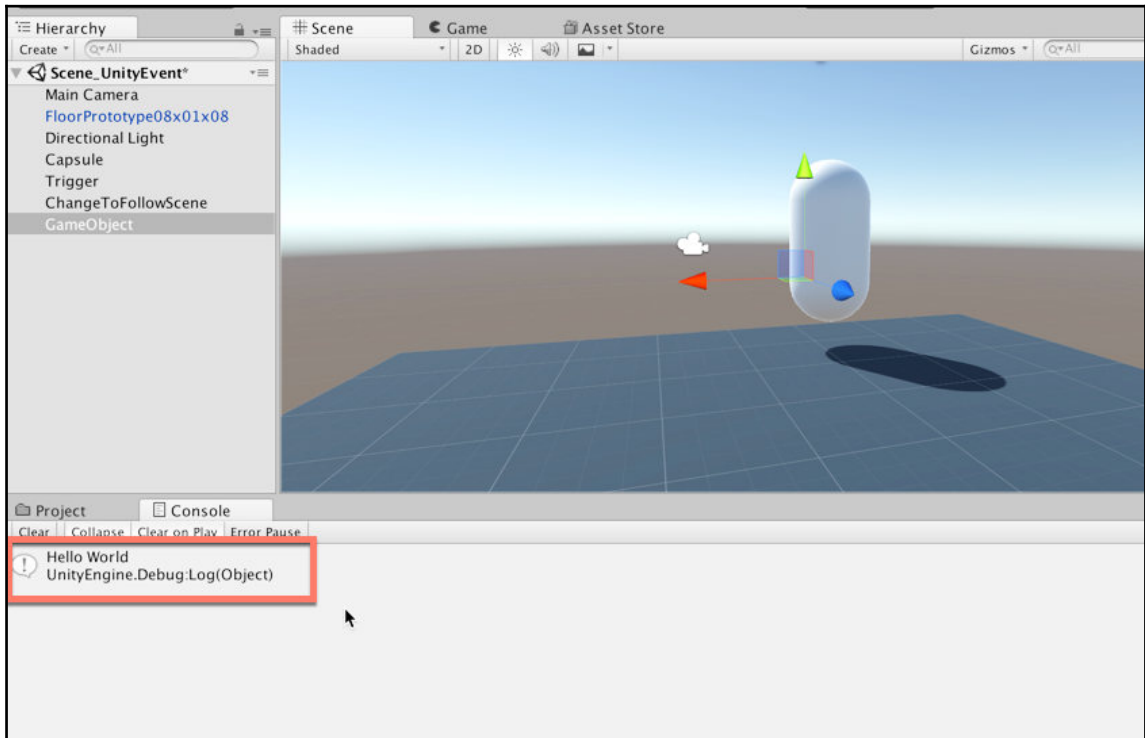 Hierarchy
Scene
Game
Asset Store
Create
All
Shaded
2D
Gizmos
All
Scene_UnityEvent*
Main Camera
FloorPrototype08x01x08
Directional Light
Capsule
Trigger
ChangeToFollowScene
GameObject
Project
Console
Clear
Collapse
Clear on Play
Error Pause
Hello World
UnityEngine.Debug:Log(Object)